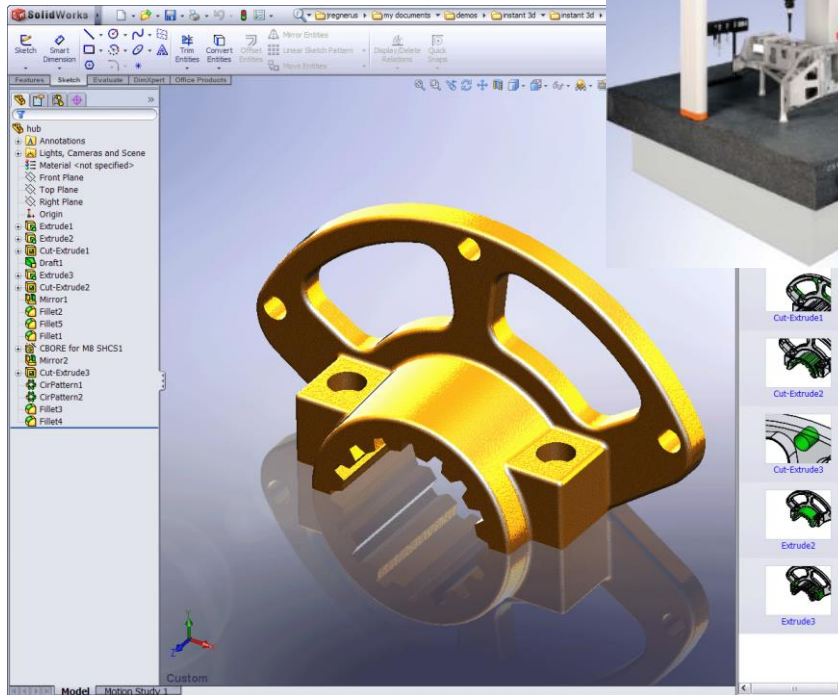 SolidWorks
jregnerus my documents demos instant 3d instant 3d
Sketch
Smart Dimension
Trim Entities
Convert Entities
Offset Entities
Mirror Entities
Linear Sketch Pattern
Move Entities
Display/Delete Relations
Quick Snaps
Features Sketch Evaluate DimXpert Office Products
hub
Annotations
Lights, Cameras and Scene
Material <not specified>
Front Plane
Top Plane
Right Plane
Origin
Extrude1
Extrude2
Cut-Extrude1
Draft1
Extrude3
Cut-Extrude2
Mirror1
Fillet2
Fillet5
Fillet1
CBORE for M8 SHCS1
Mirror2
Cut-Extrude3
CirPattern1
CirPattern2
Fillet3
Fillet4
Cut-Extrude1
Cut-Extrude2
Cut-Extrude3
Extrude2
Extrude3
Custom
Model Motion Study 1